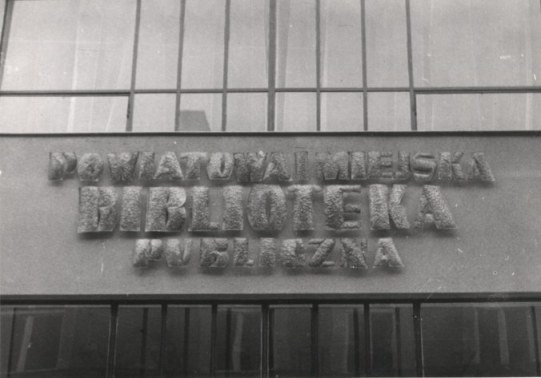 POWIATOWA I MIEJSKA
BIBLIOTEKA
PUBLICZNA